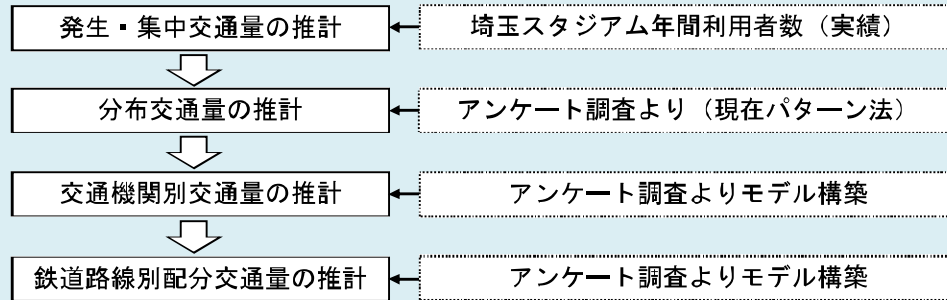 発生・集中交通量の推計
埼玉スタジアム年間利用者数（実績）
分布交通量の推計
アンケート調査より（現在パターン法）
交通機関別交通量の推計
アンケート調査よりモデル構築
鉄道路線別配分交通量の推計
アンケート調査よりモデル構築